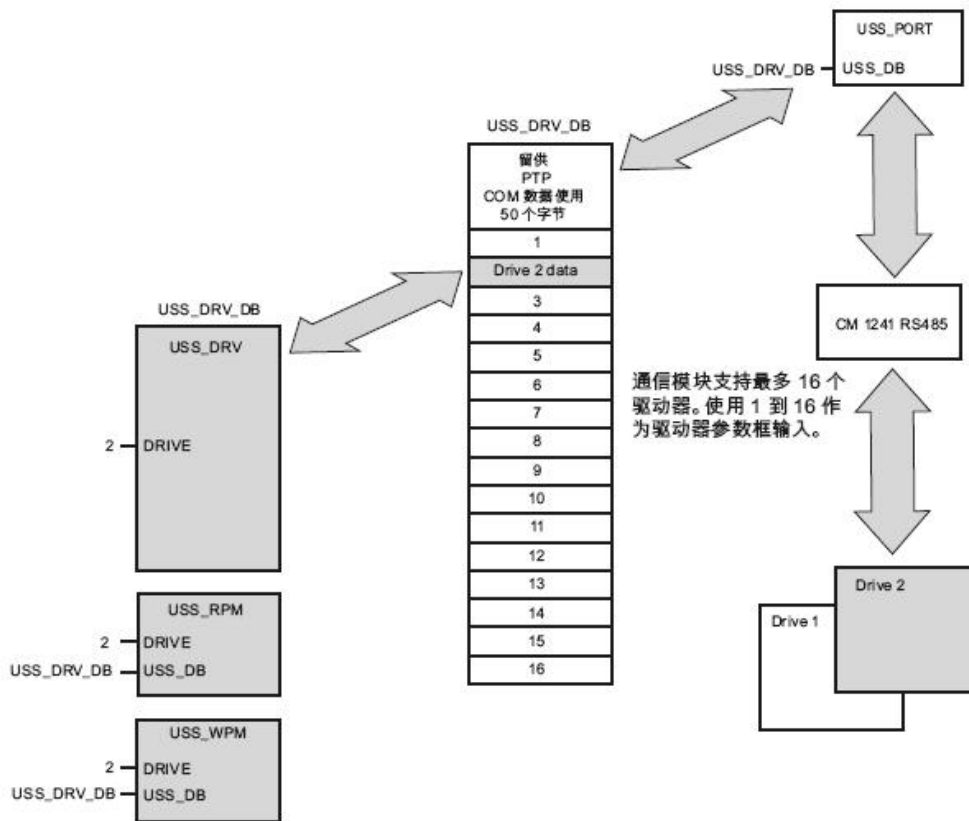 USS_PORT
USS_DRV_DB
USS_DB
USS_DRV_DB
留供
PTP
COM 数据使用
50 个字节
1
Drive 2 data
3
4
5
6
7
8
9
10
11
12
13
14
15
16
USS_DRV_DB
USS_DRV
2
DRIVE
USS_RPM
2
DRIVE
USS_DRV_DB
USS_DB
USS_WPM
2
DRIVE
USS_DRV_DB
USS_DB
CM 1241 RS485
通信模块支持最多 16 个
驱动器。使用 1 到 16 作
为驱动器参数框输入。
Drive 2
Drive 1